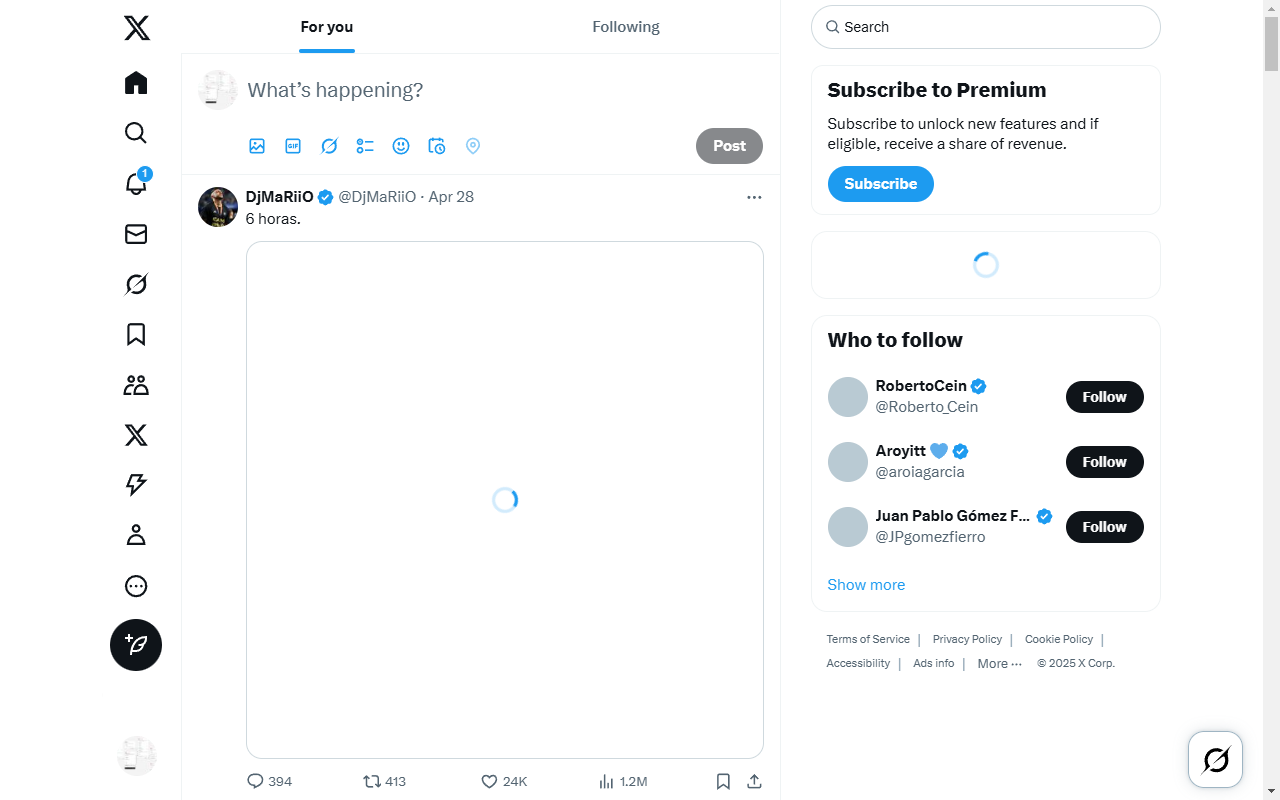 For you
Following
What's happening?
GIF
Post
1
DjMaRiiO @DjMaRiiO · Apr 28
6 horas.
394
413
24K
1.2M
Search
Subscribe to Premium
Subscribe to unlock new features and if
eligible, receive a share of revenue.
Subscribe
Who to follow
RobertoCein
@Roberto_Cein
Follow
Aroyitt 💙
@aroiagarcia
Follow
Juan Pablo Gómez F...
@JPgomezfierro
Follow
Show more
Terms of Service | Privacy Policy | Cookie Policy |
Accessibility | Ads info | More ··· © 2025 X Corp.